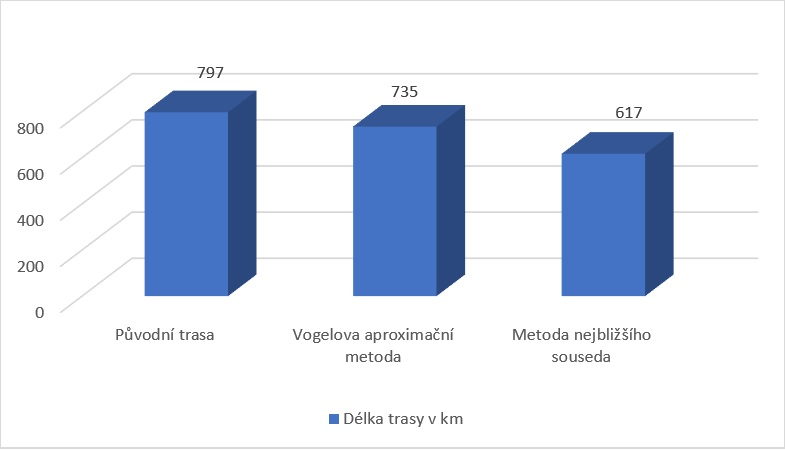 797
735
617
800
600
400
200
0
Původní trasa
Vogelova aproximační
metoda
Metoda nejbližšího
souseda
Délka trasy v km